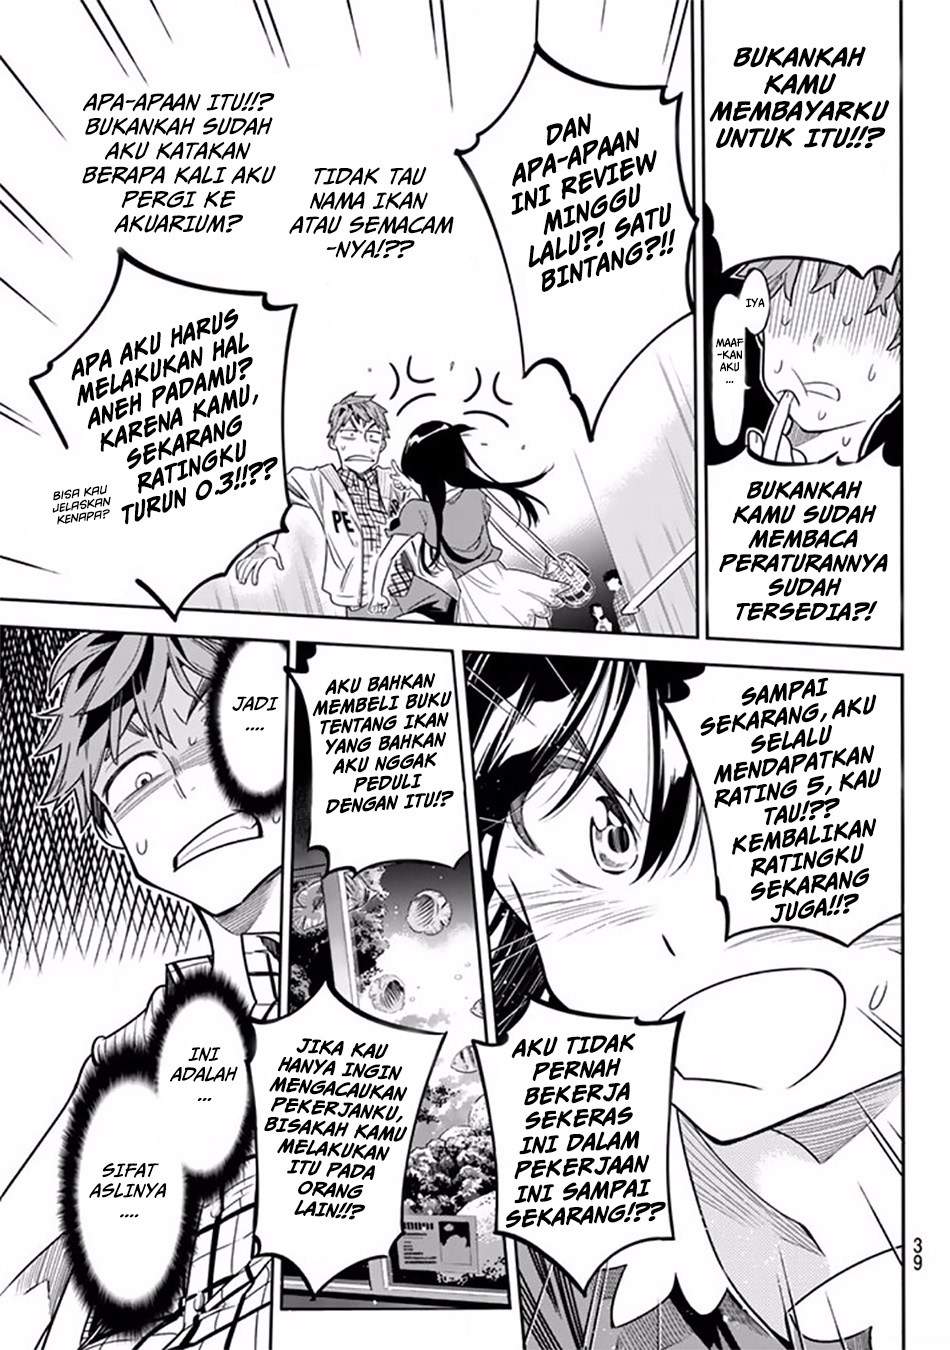 BUKANKAH
KAMU
MEMBAYARKU
UNTUK ITU!!?
IYA
MAAF
-KAN
AKU
...
BUKANKAH
KAMU SUDAH
MEMBACA
PERATURANNYA
SUDAH
TERSEDIA?!
DAN
APA-APAAN
INI REVIEW
MINGGU
LALU?! SATU
BINTANG?!!
TIDAK TAU
NAMA IKAN
ATAU SEMACAM
-NYA!??
APA-APAAN ITU!!?
BUKANKAH SUDAH
AKU KATAKAN
BERAPA KALI AKU
PERGI KE
AKUARIUM?
APA AKU HARUS
MELAKUKAN HAL
ANEH PADAMU?
KARENA KAMU,
SEKARANG
RATINGKU
TURUN 0.3!!??
BISA KAU
JELASKAN
KENAPA?
PE
SAMPAI
SEKARANG, AKU
SELALU
MENDAPATKAN
RATING 5, KAU
TAU!??
KEMBALIKAN
RATINGKU
SEKARANG
JUGA!!?
AKU TIDAK
PERNAH
BEKERJA
SEKERAS
INI DALAM
PEKERJAAN
INI SAMPAI
SEKARANG!??
AKU BAHKAN
MEMBELI BUKU
TENTANG IKAN
YANG BAHKAN
AKU NGGAK
PEDULI
DENGAN ITU!?
JIKA KAU
HANYA INGIN
MENGACAUKAN
PEKERJANKU,
BISAKAH KAMU
MELAKUKAN
ITU PADA
ORANG
LAIN!!?
JADI
.....
INI
ADALAH
...
SIFAT
ASLINYA
....
39